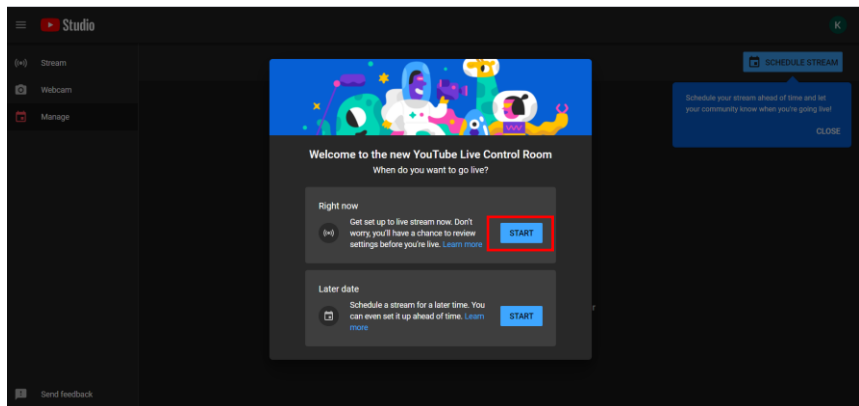 Studio
K
Stream
SCHEDULE STREAM
Webcam
Manage
Schedule your stream ahead of time and let
your community know when you're going live!
CLOSE
Welcome to the new YouTube Live Control Room
When do you want to go live?
Right now
Get set up to live stream now. Don't
worry, you'll have a chance to review
settings before you're live. Learn more
START
Later date
Schedule a stream for a later time. You
can even set it up ahead of time. Learn
more
START
r
Send feedback